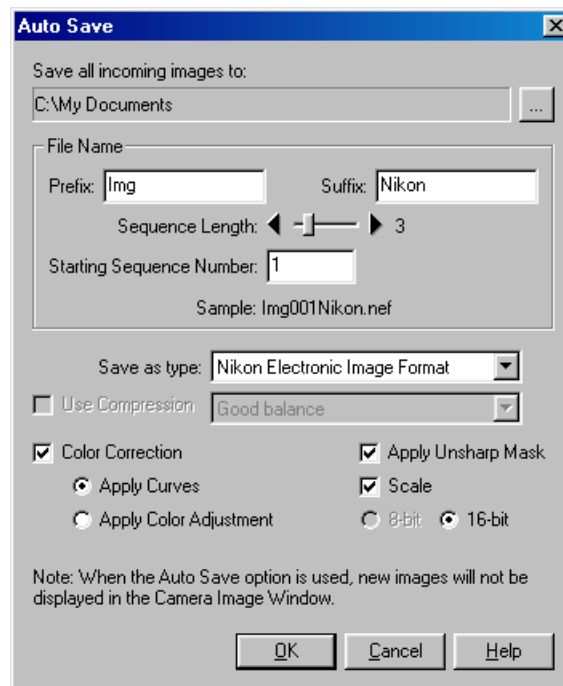 Auto Save
Save all incoming images to:
C:\My Documents ...
File Name
Prefix: Img Suffix: Nikon
Sequence Length: 3
Starting Sequence Number: 1
Sample: Img001Nikon.nef
Save as type: Nikon Electronic Image Format
Use Compression Good balance
Color Correction Apply Unsharp Mask
Apply Curves Scale
Apply Color Adjustment 8-bit 16-bit
Note: When the Auto Save option is used, new images will not be
displayed in the Camera Image Window.
OK Cancel Help